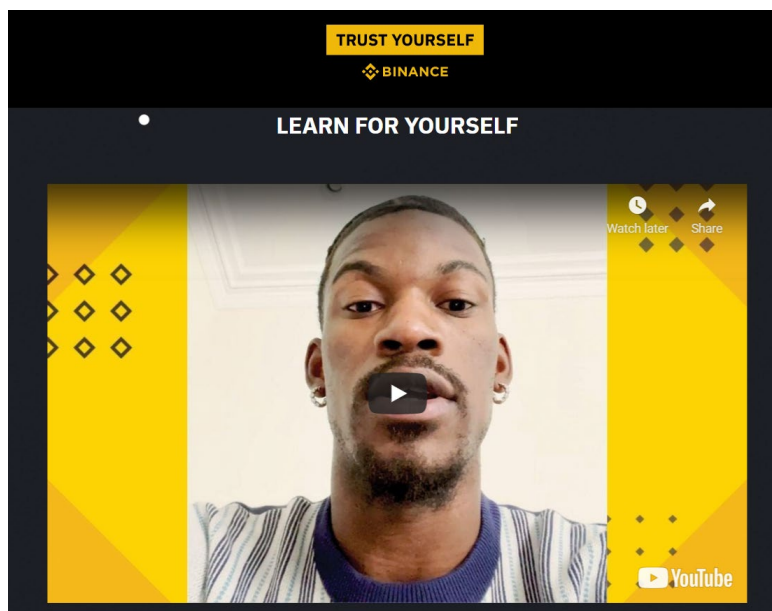 TRUST YOURSELF
BINANCE
LEARN FOR YOURSELF
Watch later
Share
YouTube